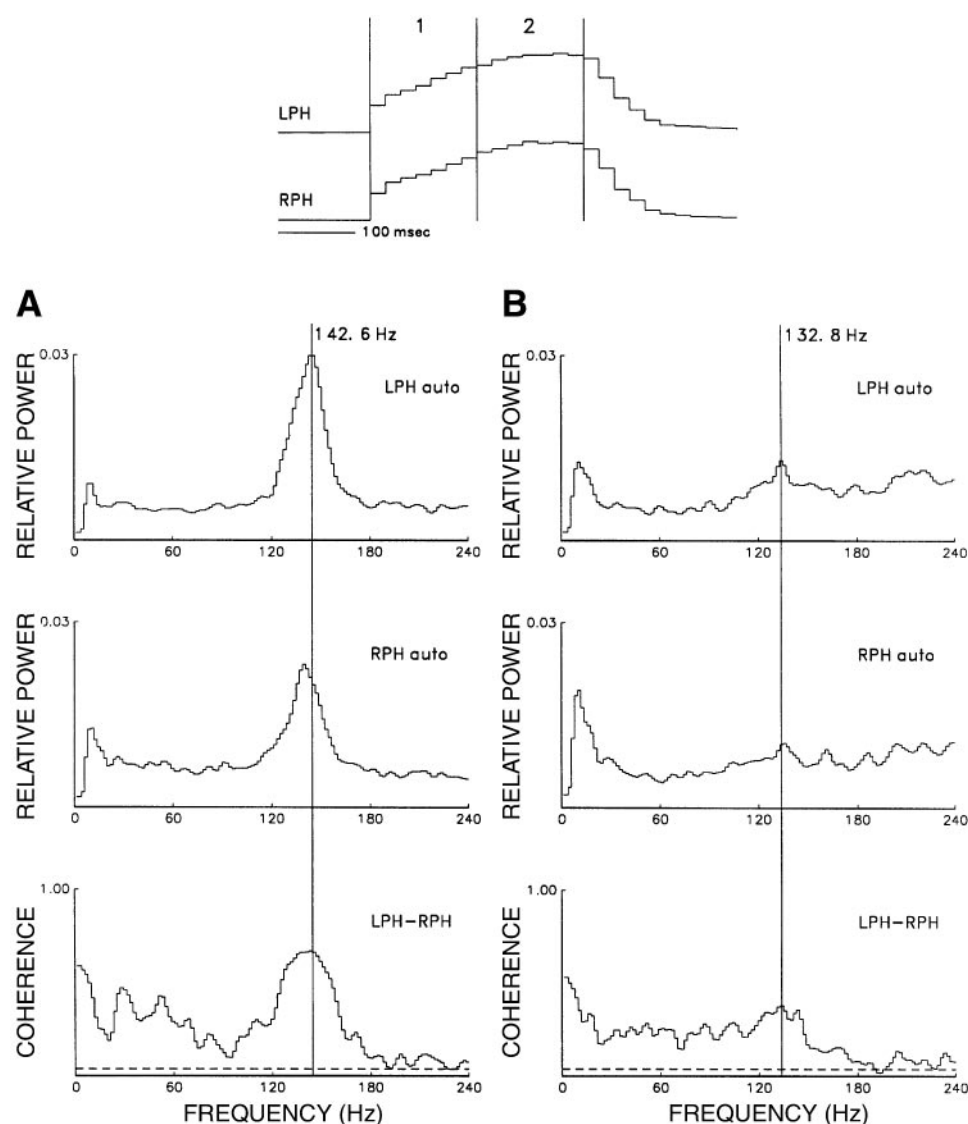 1 2
LPH
RPH
100 msec
A
B
142.6 Hz
132.8 Hz
RELATIVE POWER
0.03
LPH auto
0 60 120 180 240
RELATIVE POWER
0.03
LPH auto
0 60 120 180 240
RELATIVE POWER
0.03
RPH auto
0 60 120 180 240
RELATIVE POWER
0.03
RPH auto
0 60 120 180 240
COHERENCE
1.00
LPH-RPH
0 60 120 180 240
FREQUENCY (Hz)
COHERENCE
1.00
LPH-RPH
0 60 120 180 240
FREQUENCY (Hz)